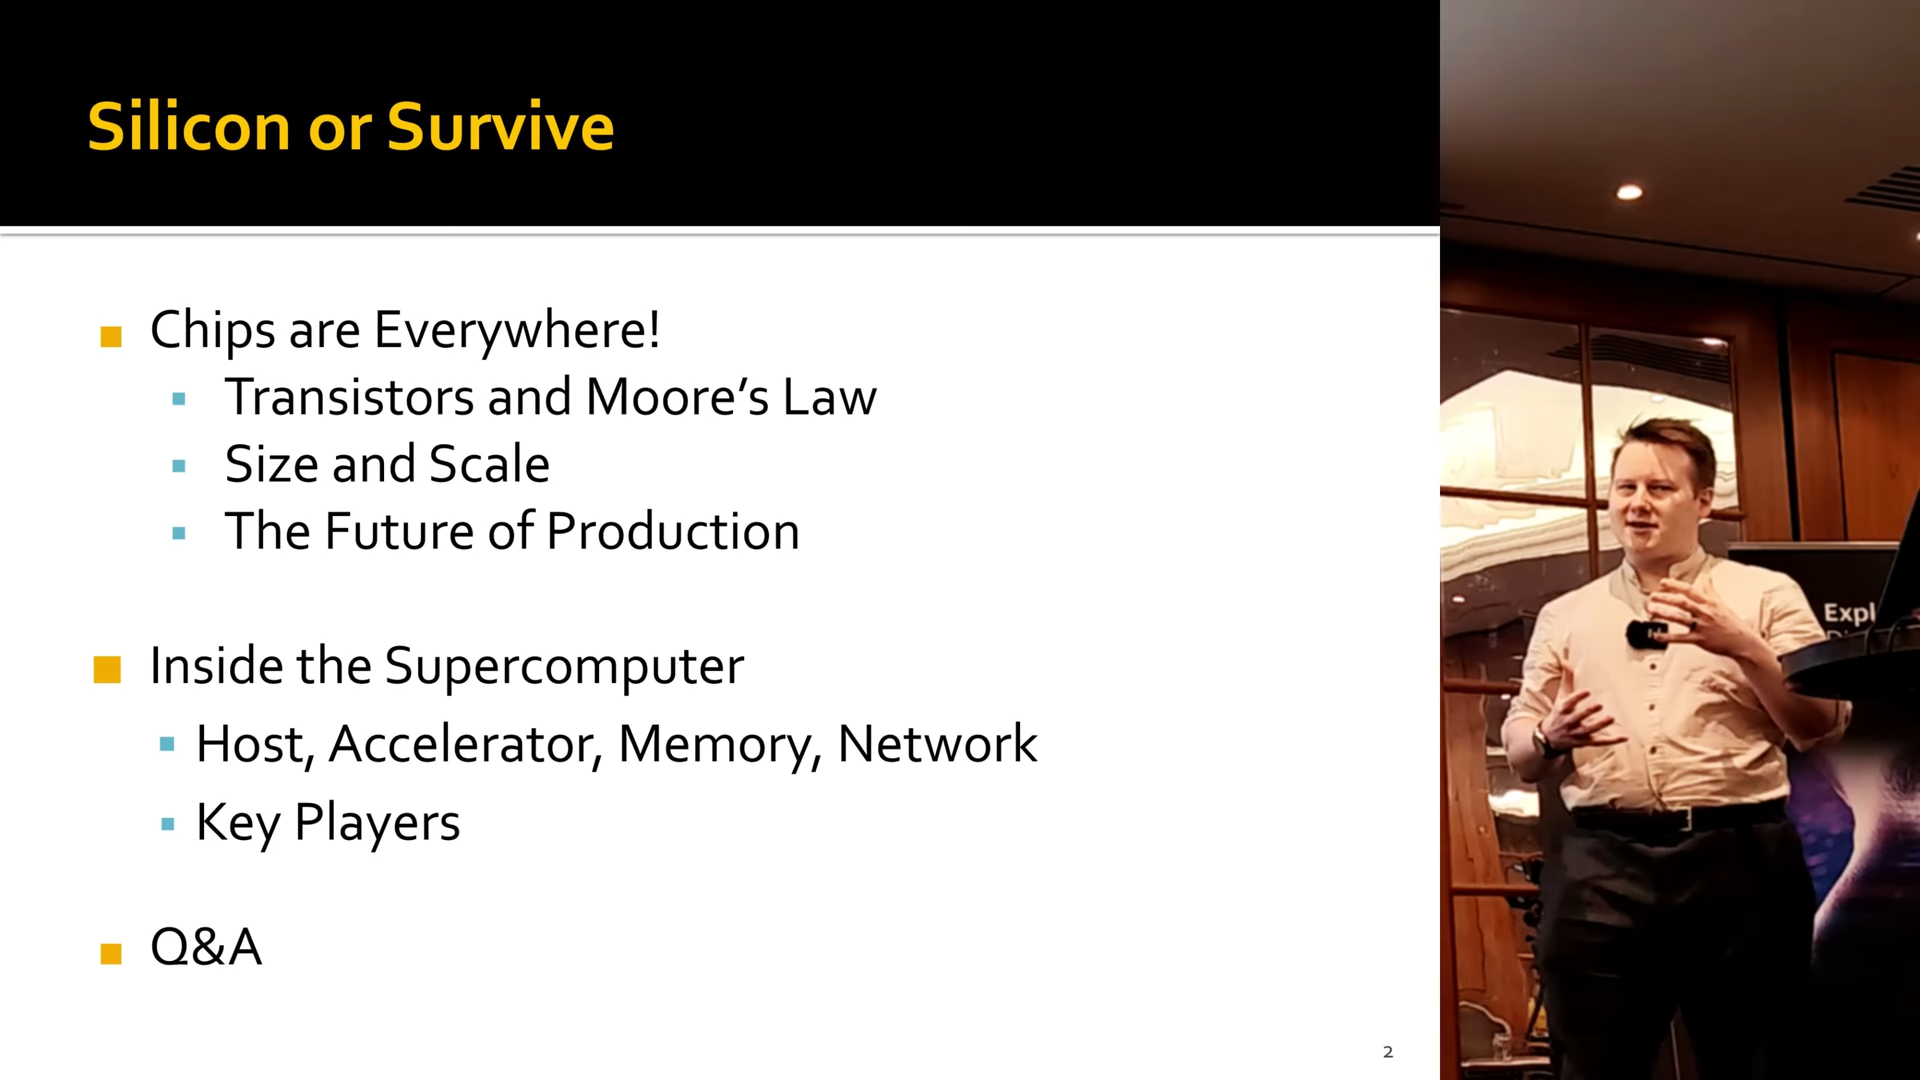 Silicon or Survive
Chips are Everywhere!
Transistors and Moore’s Law
Size and Scale
The Future of Production
Inside the Supercomputer
Host, Accelerator, Memory, Network
Key Players
Q&A
2
Expl